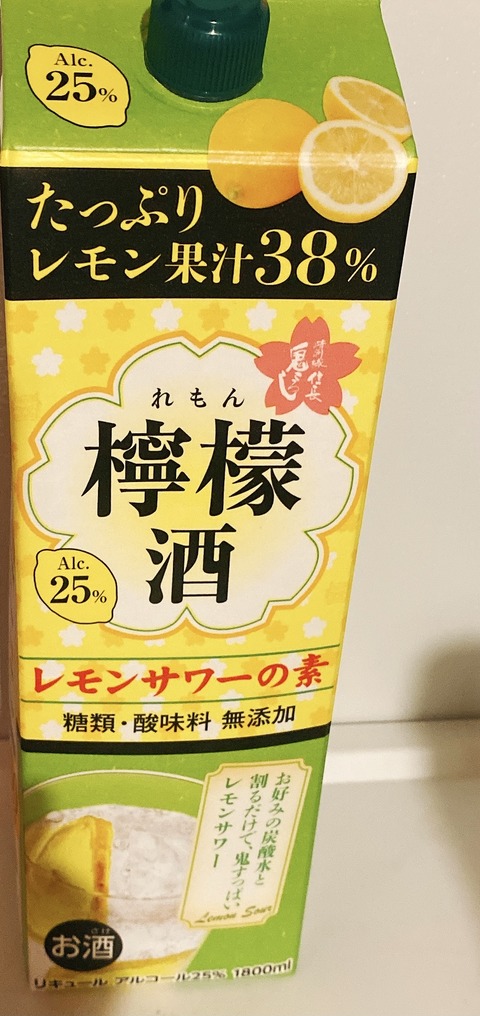 Alc.
25%
たっぷり
レモン果汁38%
れもん
檸檬
酒
Alc.
25%
レモンサワーの素
糖類・酸味料 無添加
お好みの炭酸水と
割るだけで、鬼すっぱい
レモンサワー
Lemon Sour
お酒
リキュール アルコール25% 1800ml